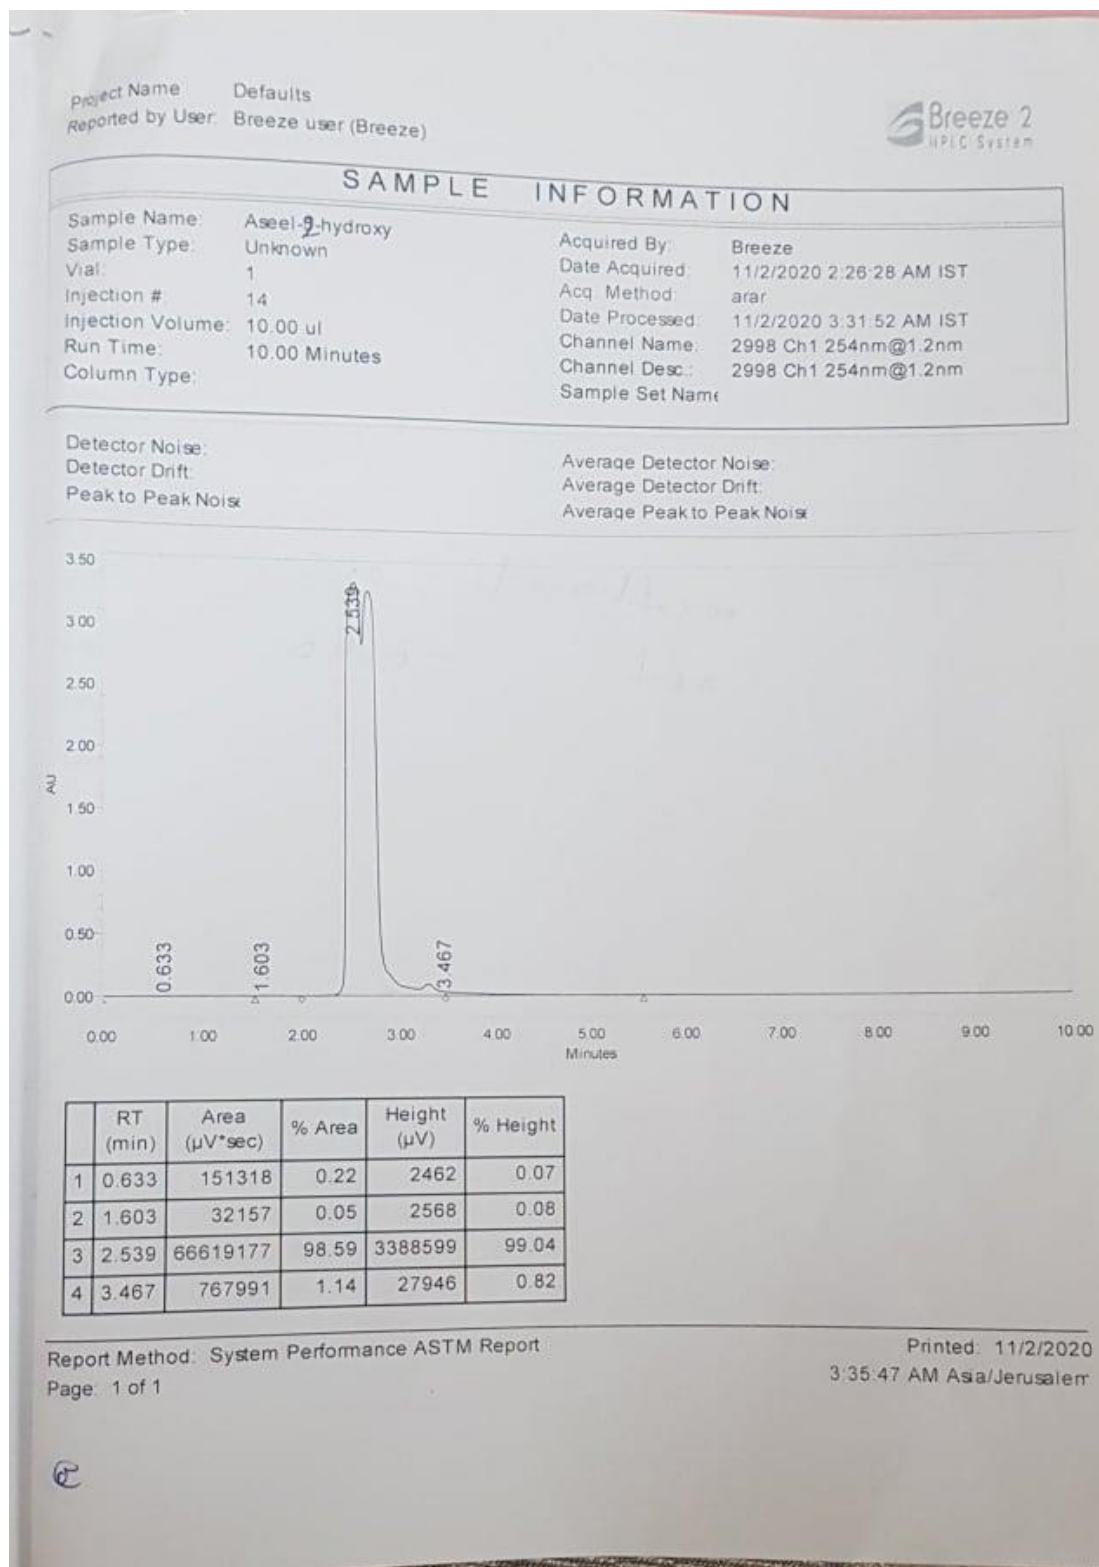 Project Name Defaults
Reported by User: Breeze user (Breeze)
Breeze 2
HPLC System
SAMPLE INFORMATION
Sample Name: Aseel-2-hydroxy
Sample Type: Unknown
Vial: 1
Injection # 14
Injection Volume: 10.00 ul
Run Time: 10.00 Minutes
Column Type:
Acquired By: Breeze
Date Acquired: 11/2/2020 2:26:28 AM IST
Acq. Method: arar
Date Processed: 11/2/2020 3:31:52 AM IST
Channel Name: 2998 Ch1 254nm@1.2nm
Channel Desc.: 2998 Ch1 254nm@1.2nm
Sample Set Name
Detector Noise:
Detector Drift:
Peak to Peak Noise
Average Detector Noise:
Average Detector Drift:
Average Peak to Peak Noise
3.50
3.00
2.50
2.00
1.50
1.00
0.50
0.00
AU
0.633
1.603
2.539
3.467
0.00 1.00 2.00 3.00 4.00 5.00 6.00 7.00 8.00 9.00 10.00
Minutes
RT (min) Area (µV*sec) % Area Height (µV) % Height
1 0.633 151318 0.22 2462 0.07
2 1.603 32157 0.05 2568 0.08
3 2.539 66619177 98.59 3388599 99.04
4 3.467 767991 1.14 27946 0.82
Report Method: System Performance ASTM Report
Page: 1 of 1
Printed: 11/2/2020
3:35:47 AM Asia/Jerusalem